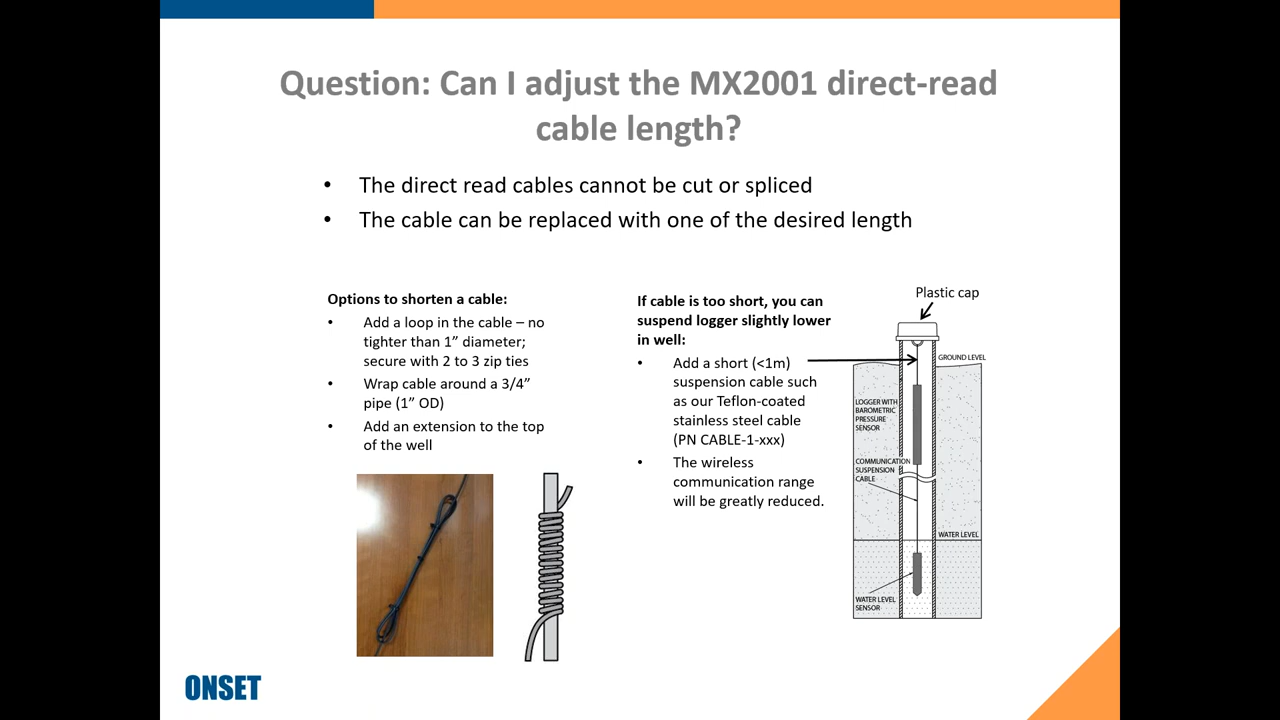 Question: Can I adjust the MX2001 direct-read
cable length?
• The direct read cables cannot be cut or spliced
• The cable can be replaced with one of the desired length
Options to shorten a cable:
• Add a loop in the cable – no
tighter than 1” diameter;
secure with 2 to 3 zip ties
• Wrap cable around a 3/4”
pipe (1” OD)
• Add an extension to the top
of the well
If cable is too short, you can
suspend logger slightly lower
in well:
• Add a short (<1m)
suspension cable such
as our Teflon-coated
stainless steel cable
(PN CABLE-1-xxx)
• The wireless
communication range
will be greatly reduced.
Plastic cap
GROUND LEVEL
LOGGER WITH
BAROMETRIC
PRESSURE
SENSOR
COMMUNICATION
SUSPENSION
CABLE
WATER LEVEL
WATER LEVEL
SENSOR
ONSET